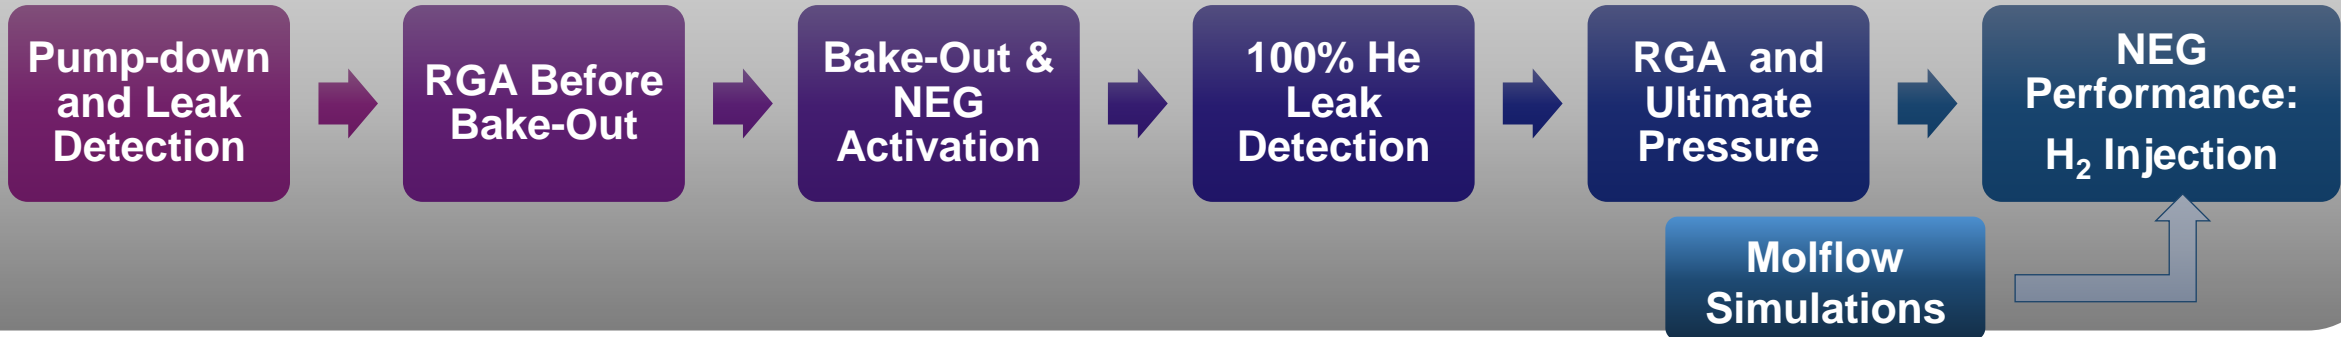 Pump-down
and Leak
Detection
RGA Before
Bake-Out
Bake-Out &
NEG
Activation
100% He
Leak
Detection
RGA and
Ultimate
Pressure
NEG
Performance:
H₂ Injection
Molflow
Simulations